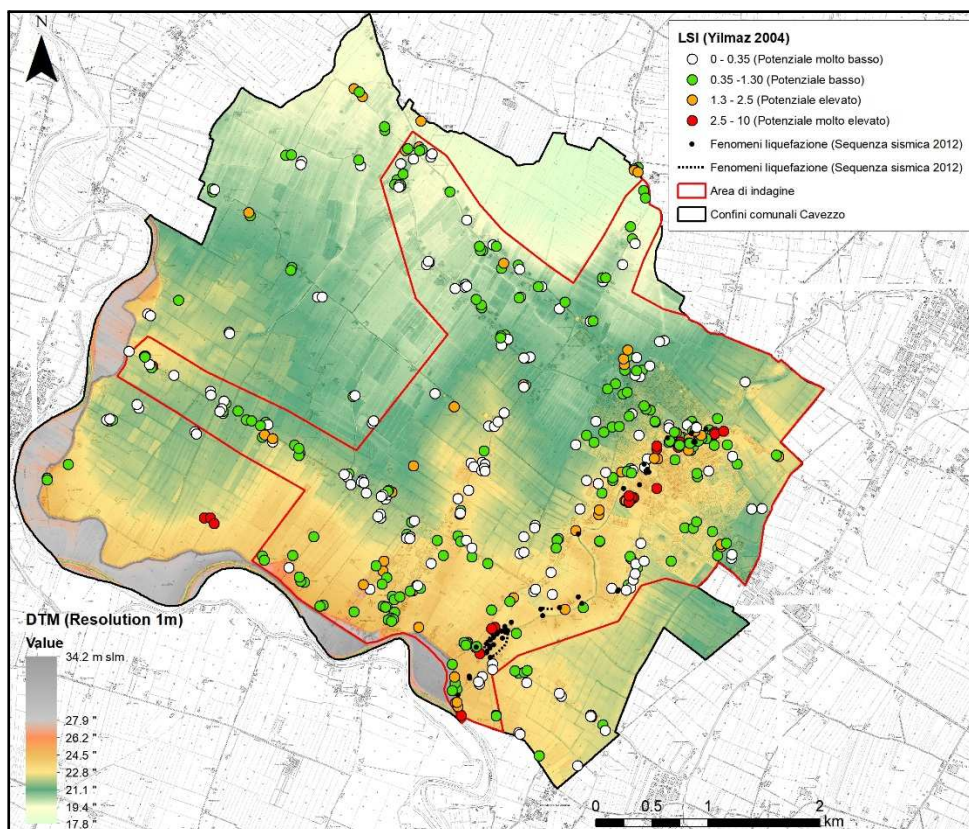 N
LSI (Yilmaz 2004)
0 - 0.35 (Potenziale molto basso)
0.35 -1.30 (Potenziale basso)
1.3 - 2.5 (Potenziale elevato)
2.5 - 10 (Potenziale molto elevato)
Fenomeni liquefazione (Sequenza sismica 2012)
Fenomeni liquefazione (Sequenza sismica 2012)
Area di indagine
Confini comunali Cavezzo
DTM (Resolution 1m)
Value
34.2 m slm
27.9 "
26.2 "
24.5 "
22.8 "
21.1 "
19.4 "
17.8 "
0 0.5 1 2
km